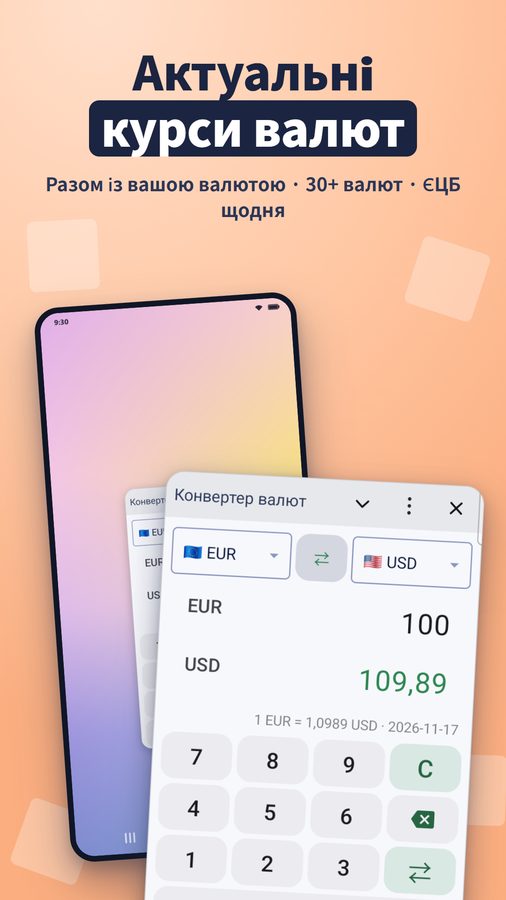 Актуальні
курси валют
Разом із вашою валютою · 30+ валют · ЄЦБ
щодня
9:30
Конвертер валют
EUR
USD
EUR
100
USD
109,89
1 EUR = 1,0989 USD · 2026-11-17
7 8 9 C
4 5 6
1 2 3